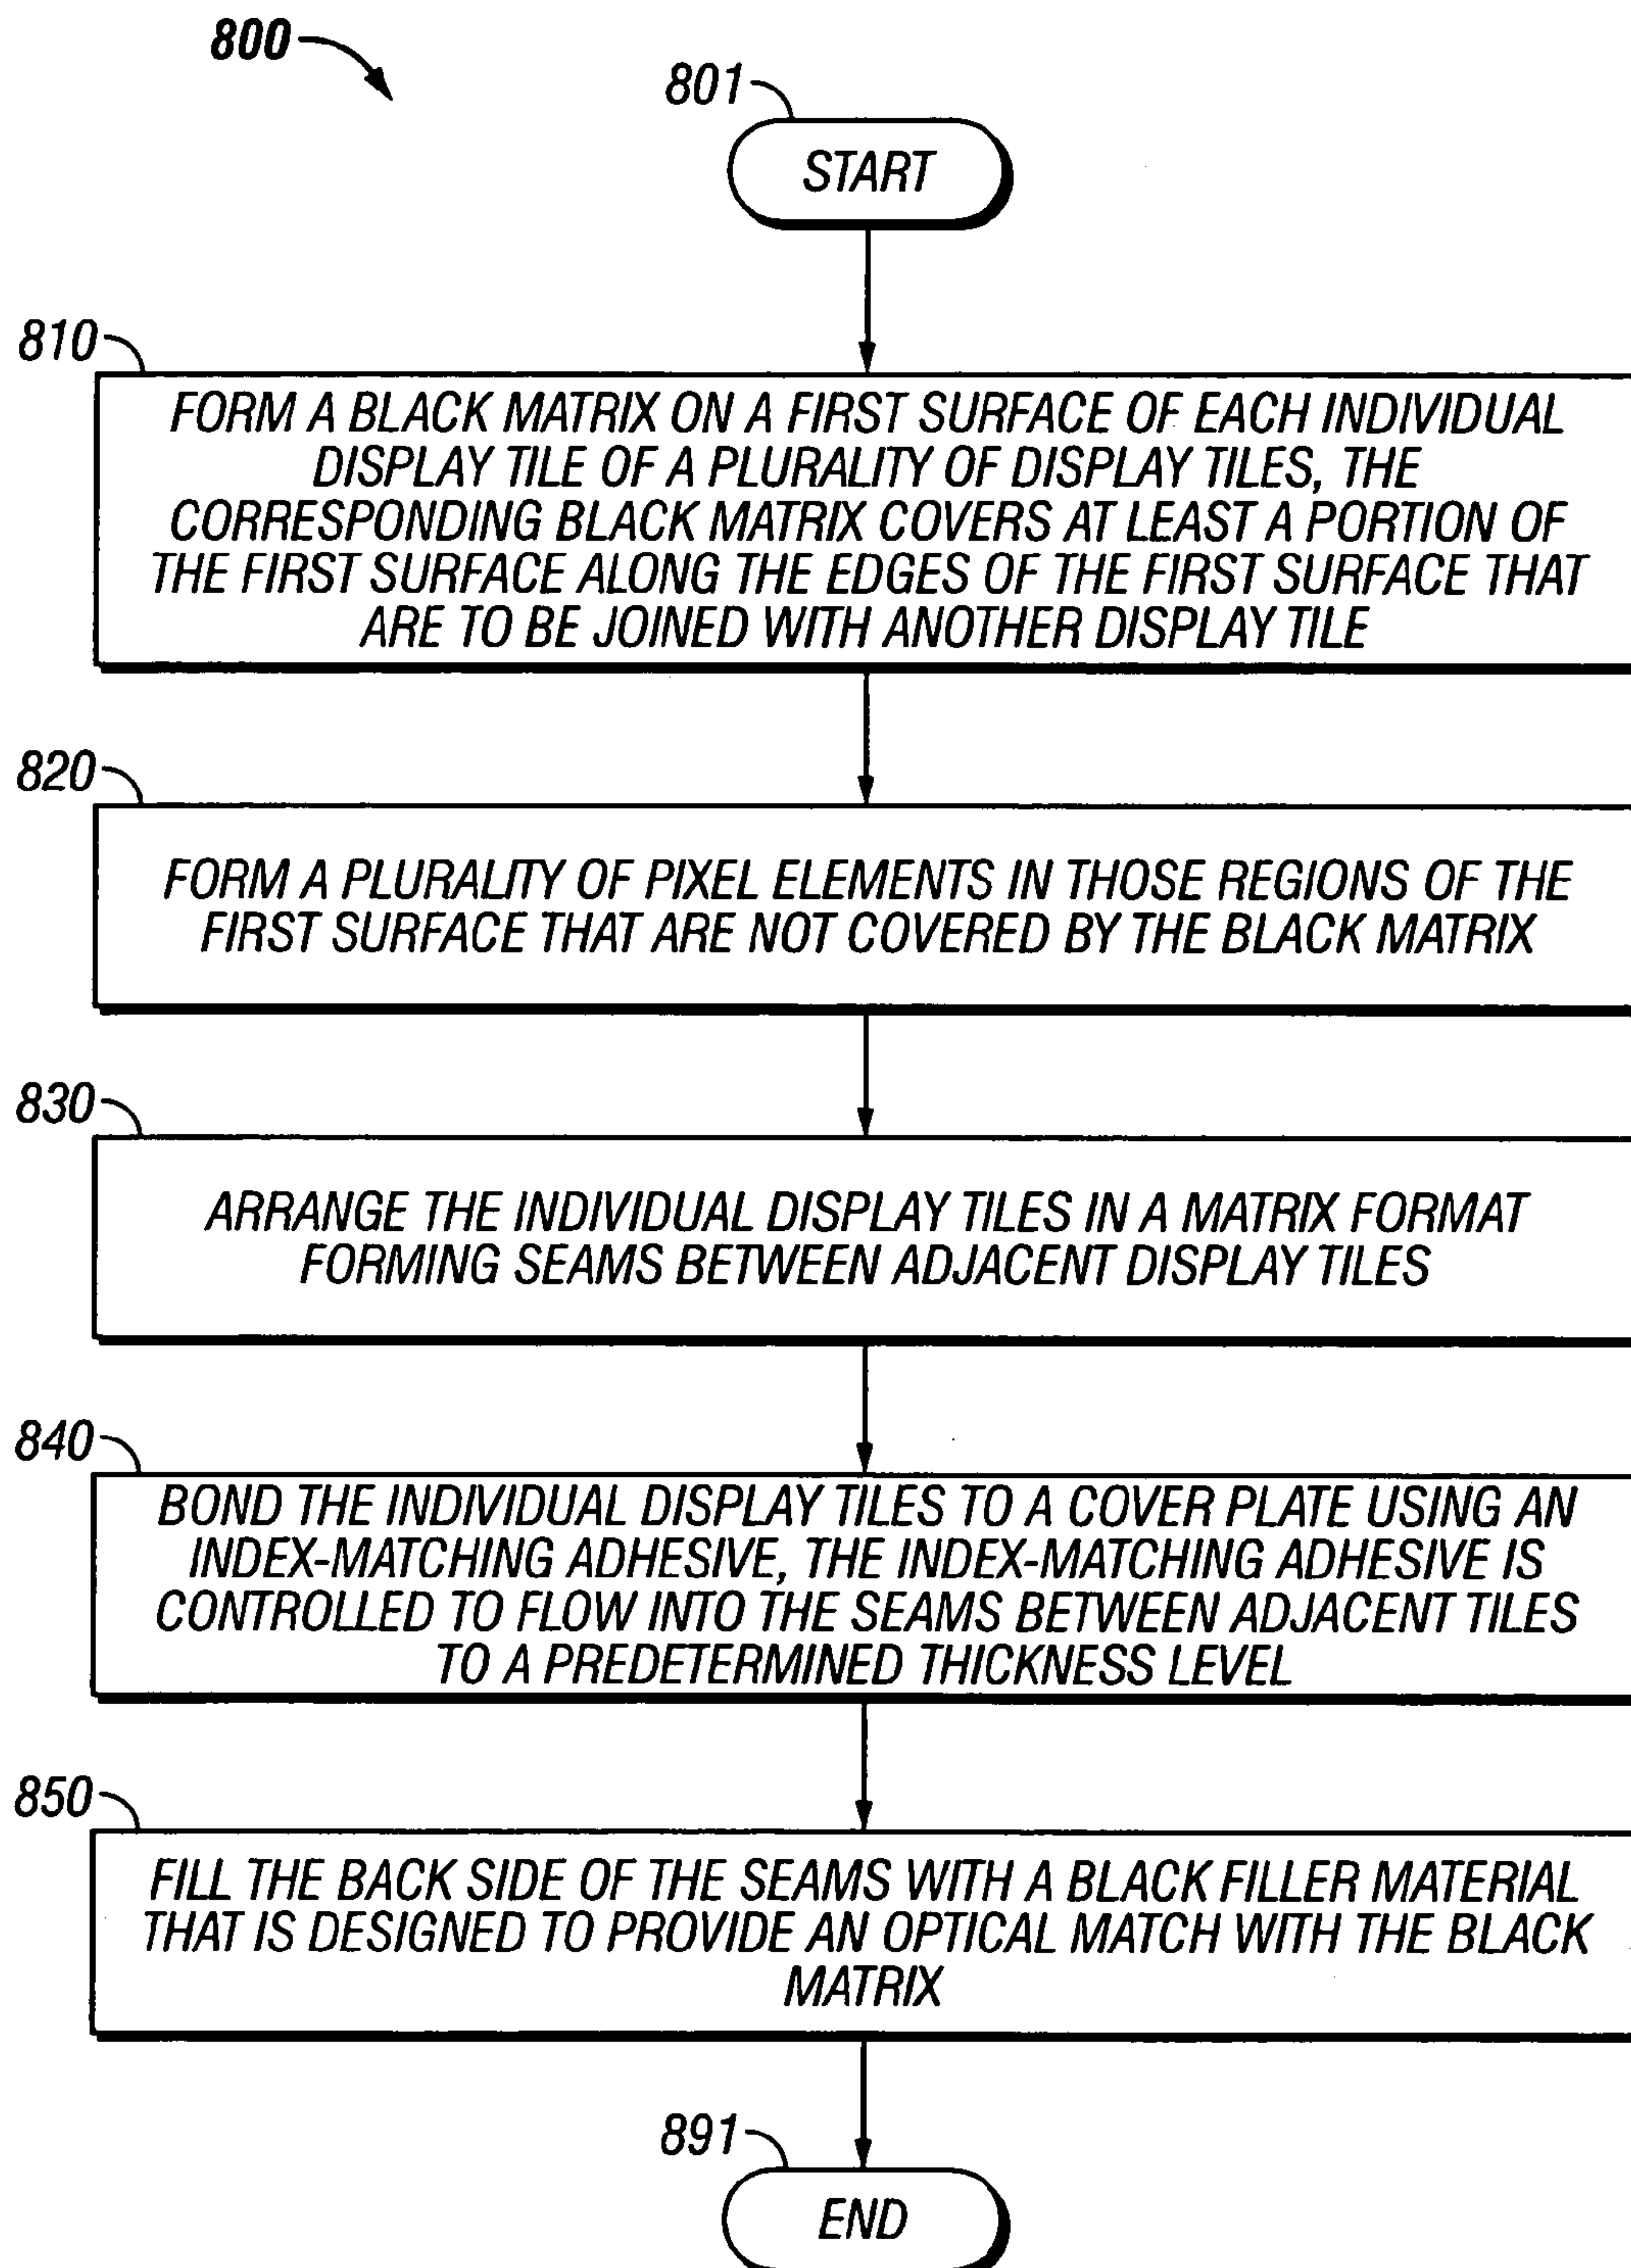 800
801
START
810
FORM A BLACK MATRIX ON A FIRST SURFACE OF EACH INDIVIDUAL
DISPLAY TILE OF A PLURALITY OF DISPLAY TILES, THE
CORRESPONDING BLACK MATRIX COVERS AT LEAST A PORTION OF
THE FIRST SURFACE ALONG THE EDGES OF THE FIRST SURFACE THAT
ARE TO BE JOINED WITH ANOTHER DISPLAY TILE
820
FORM A PLURALITY OF PIXEL ELEMENTS IN THOSE REGIONS OF THE
FIRST SURFACE THAT ARE NOT COVERED BY THE BLACK MATRIX
830
ARRANGE THE INDIVIDUAL DISPLAY TILES IN A MATRIX FORMAT
FORMING SEAMS BETWEEN ADJACENT DISPLAY TILES
840
BOND THE INDIVIDUAL DISPLAY TILES TO A COVER PLATE USING AN
INDEX-MATCHING ADHESIVE, THE INDEX-MATCHING ADHESIVE IS
CONTROLLED TO FLOW INTO THE SEAMS BETWEEN ADJACENT TILES
TO A PREDETERMINED THICKNESS LEVEL
850
FILL THE BACK SIDE OF THE SEAMS WITH A BLACK FILLER MATERIAL
THAT IS DESIGNED TO PROVIDE AN OPTICAL MATCH WITH THE BLACK
MATRIX
891
END